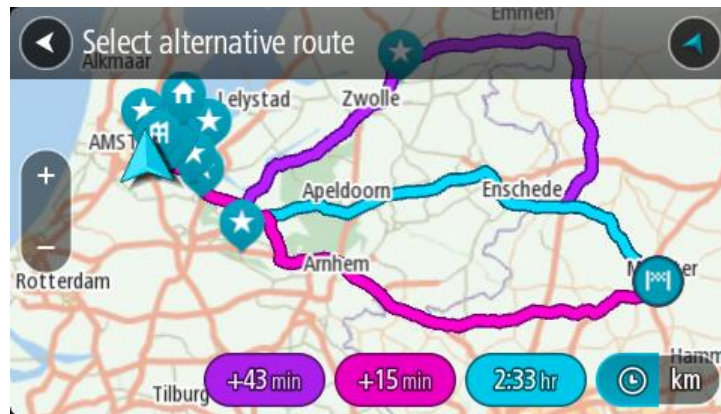 Emmen
Select alternative route
Alkmaar
Lelystad
Zwolle
AMST
+
Apeldoorn
Enschede
−
Arnhem
Rotterdam
Hamm
Tilburg
+43 min
+15 min
2:33 hr
km